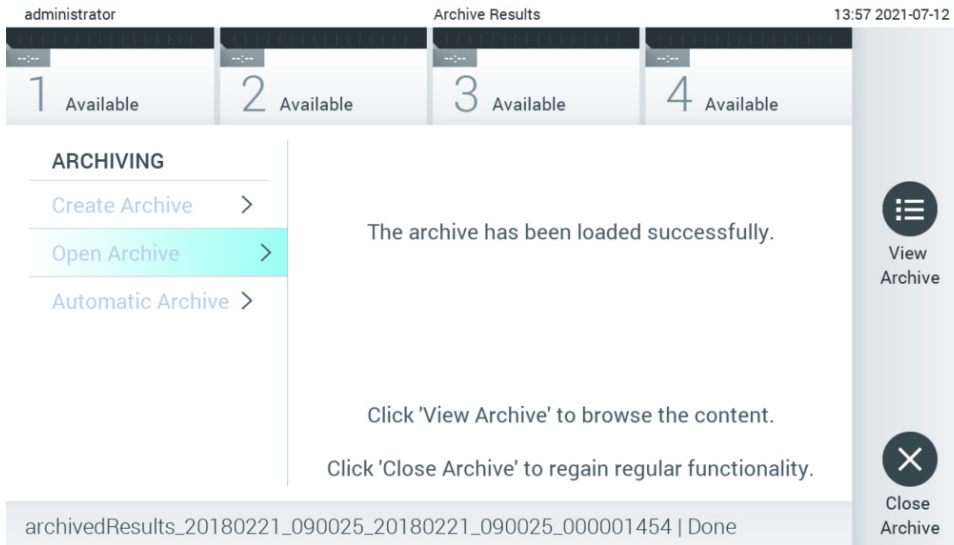 administrator Archive Results 13:57 2021-07-12
--:-- --:-- --:-- --:--
1 Available 2 Available 3 Available 4 Available
ARCHIVING
Create Archive
Open Archive
Automatic Archive
The archive has been loaded successfully.
Click 'View Archive' to browse the content.
Click 'Close Archive' to regain regular functionality.
View
Archive
Close
Archive
archivedResults_20180221_090025_20180221_090025_000001454 | Done